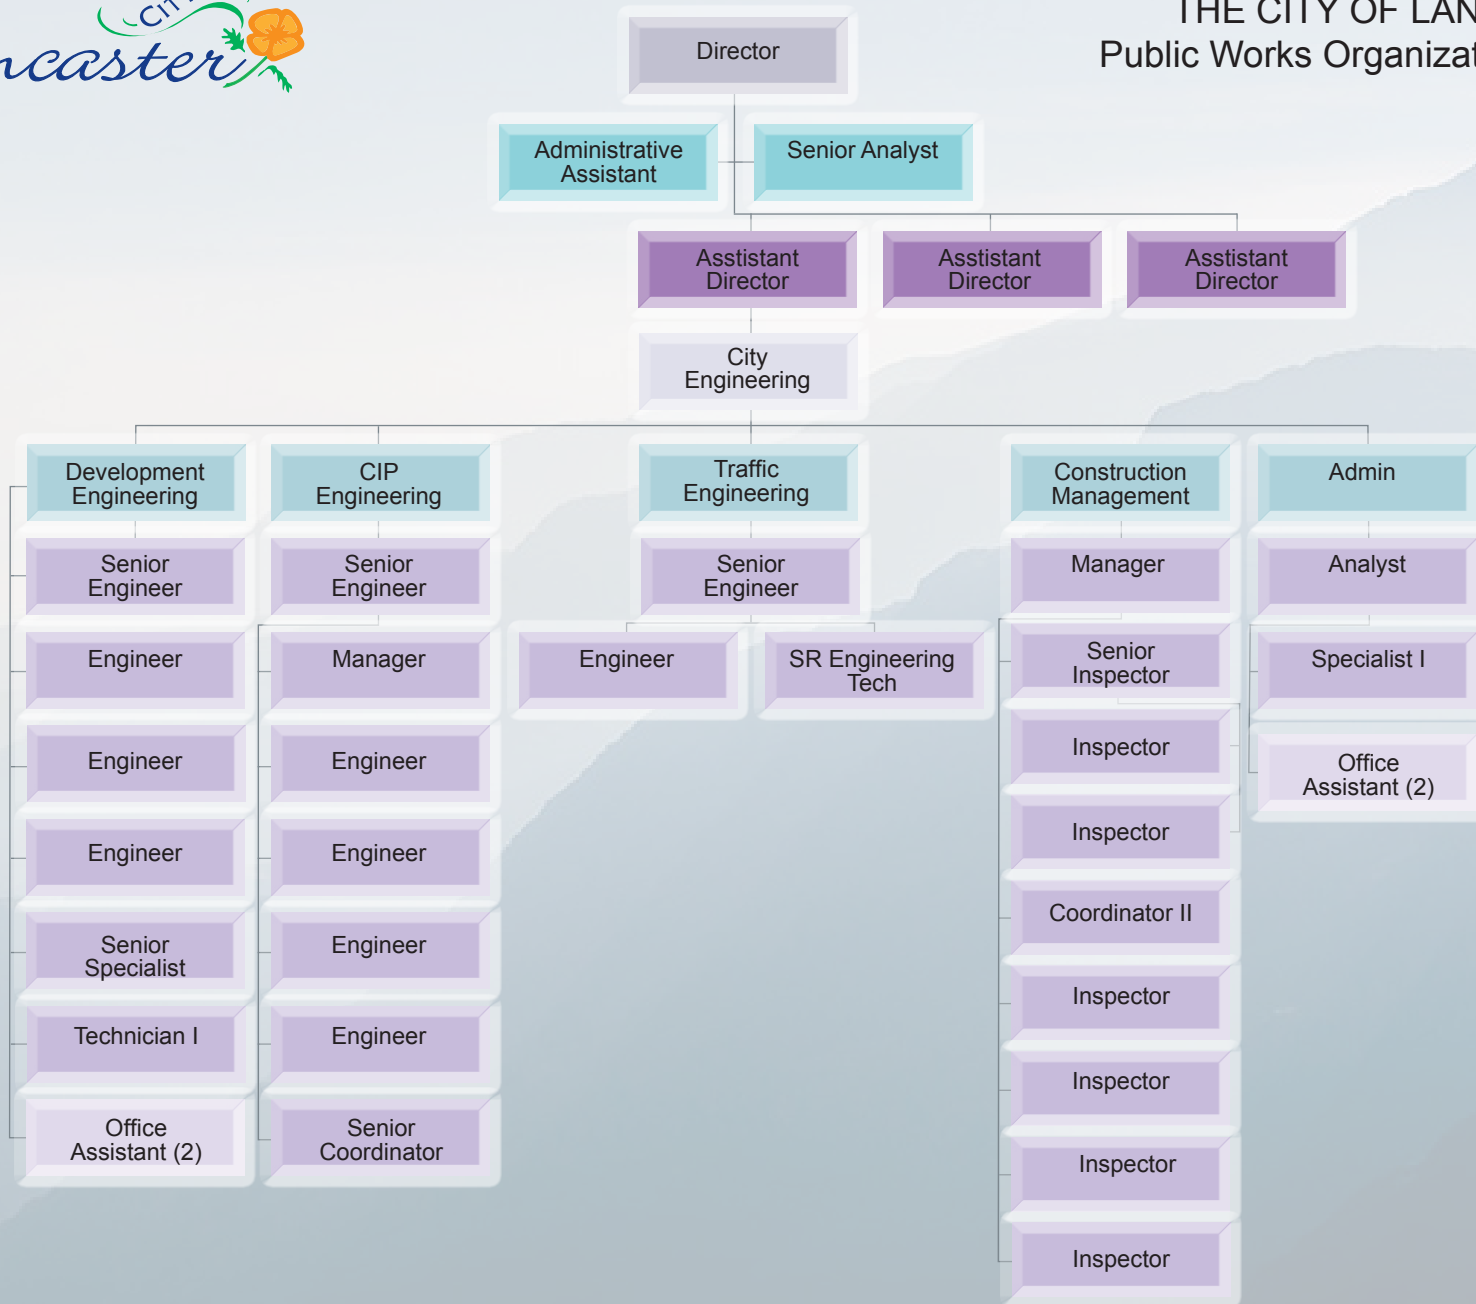 CIT
ncaster
THE CITY OF LAN
Public Works Organizat
Director
Administrative
Assistant
Senior Analyst
Asstistant
Director
Asstistant
Director
Asstistant
Director
City
Engineering
Development
Engineering
Senior
Engineer
Engineer
Engineer
Engineer
Senior
Specialist
Technician I
Office
Assistant (2)
CIP
Engineering
Senior
Engineer
Manager
Engineer
Engineer
Engineer
Engineer
Senior
Coordinator
Traffic
Engineering
Senior
Engineer
Engineer
SR Engineering
Tech
Construction
Management
Manager
Senior
Inspector
Inspector
Inspector
Coordinator II
Inspector
Inspector
Inspector
Inspector
Admin
Analyst
Specialist I
Office
Assistant (2)